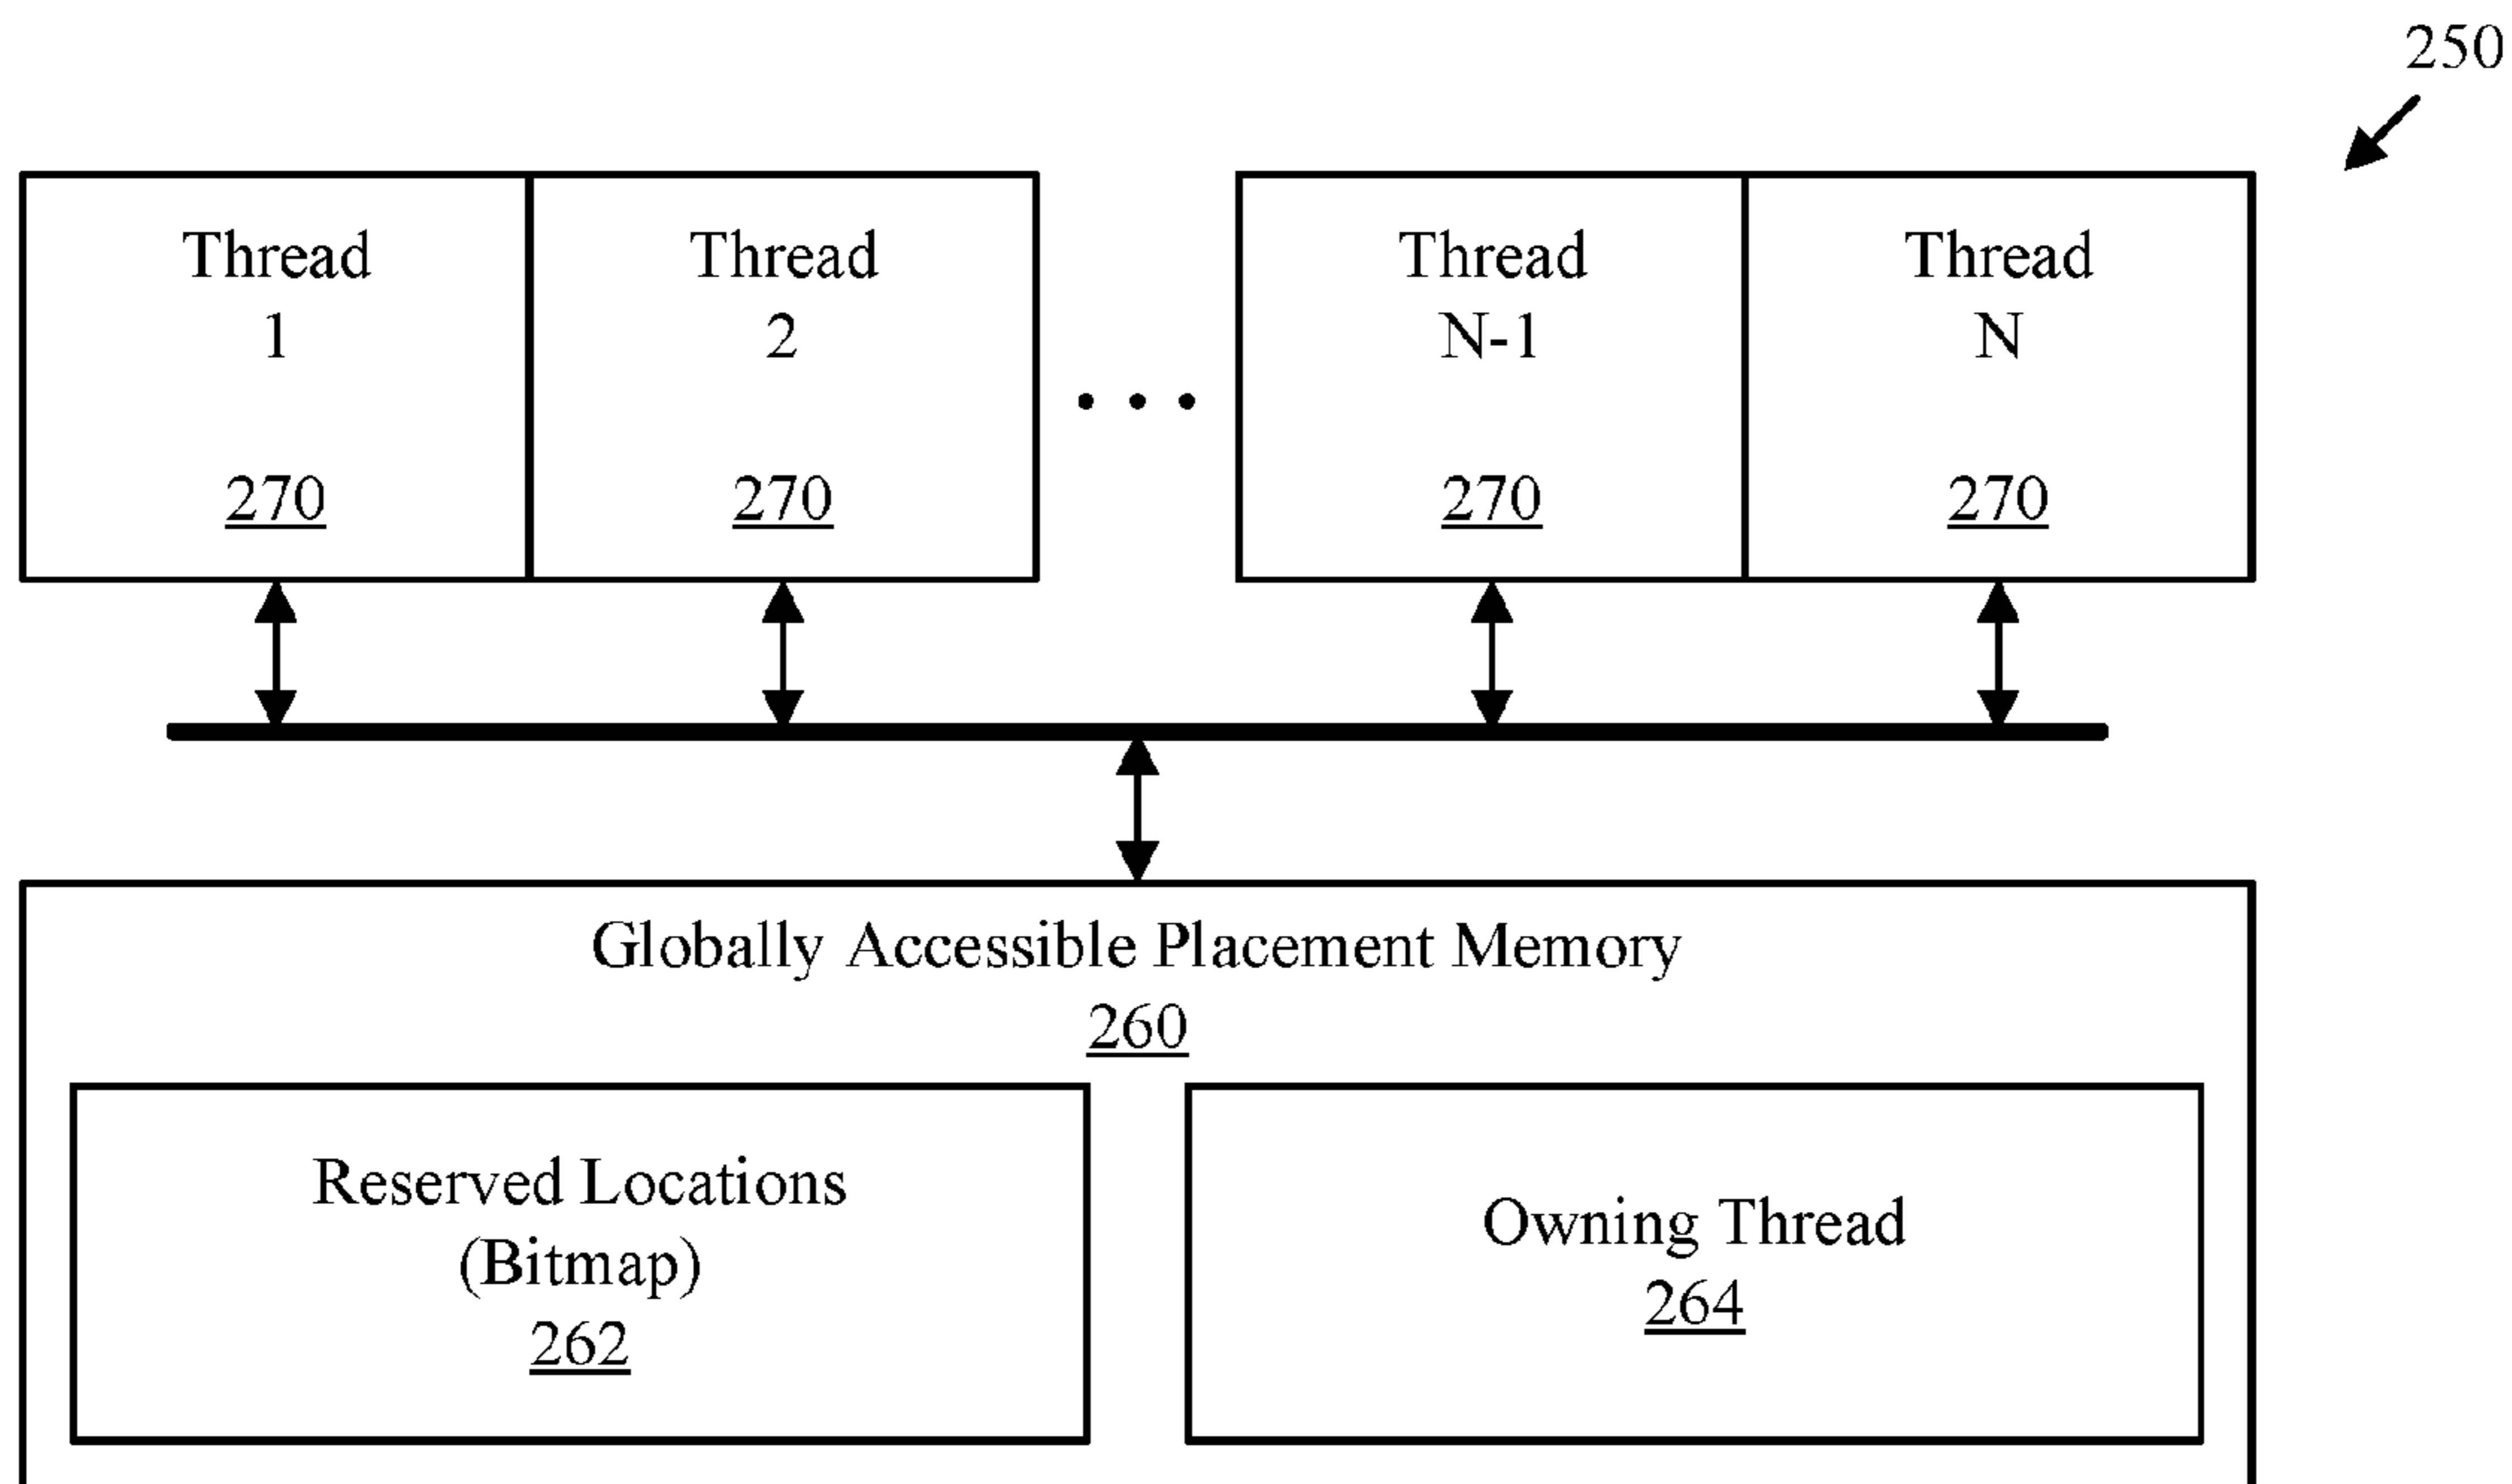 250
Thread
1
270
Thread
2
270
. . .
Thread
N-1
270
Thread
N
270
Globally Accessible Placement Memory
260
Reserved Locations
(Bitmap)
262
Owning Thread
264